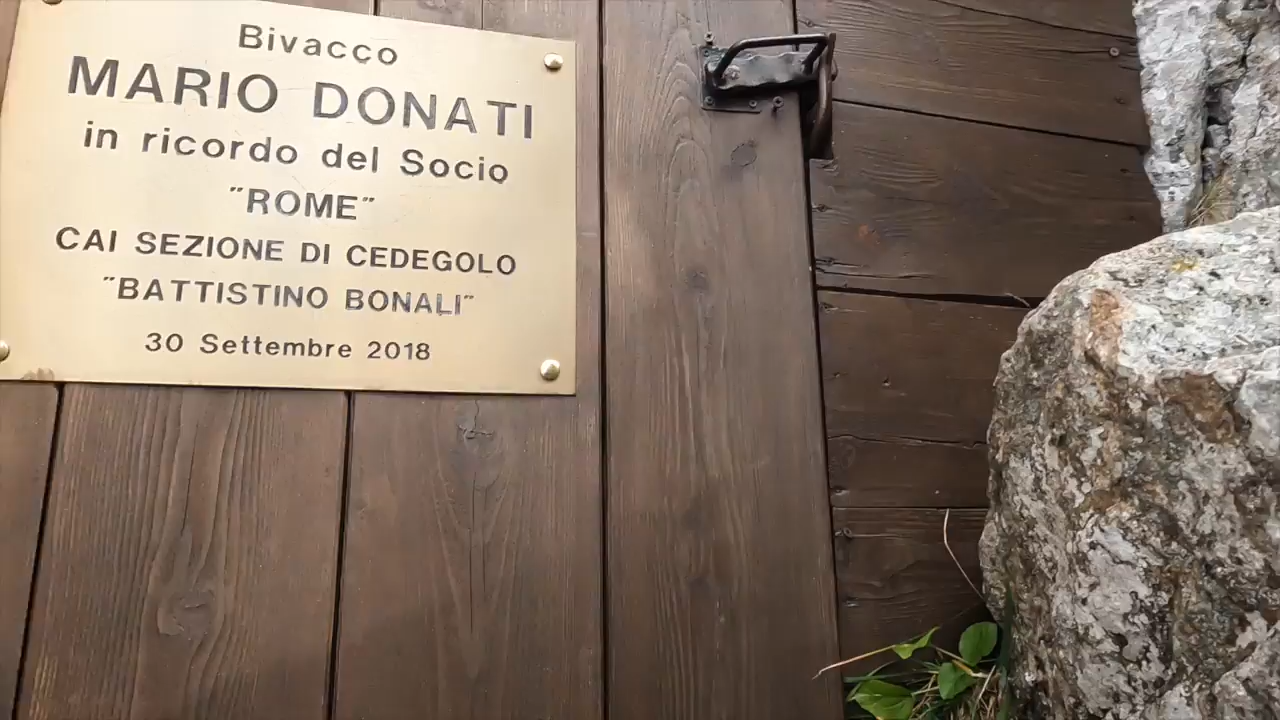 Bivacco
MARIO DONATI
in ricordo del Socio
"ROME"
CAI SEZIONE DI CEDEGOLO
"BATTISTINO BONALI"
30 Settembre 2018